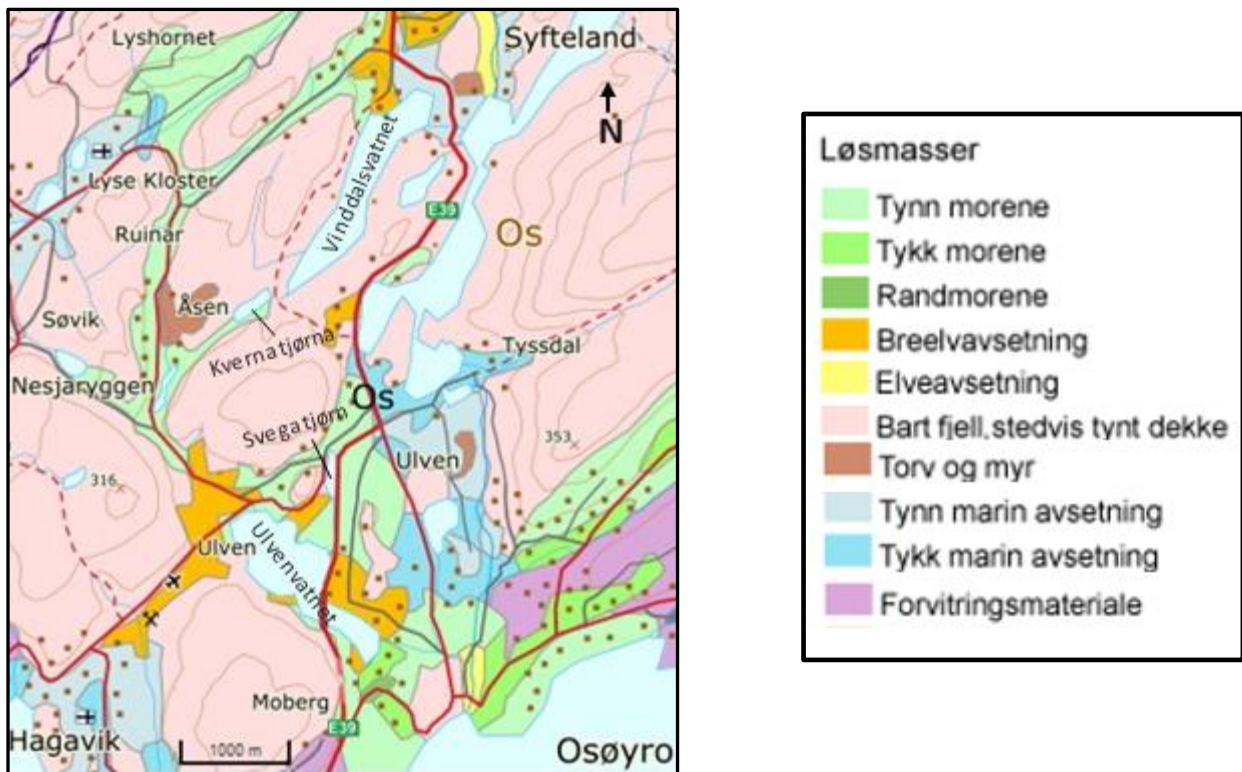 Lyshornet
Syfteland
N
Lyse Kloster
Ruinar
Vinddalsvatnet
E39
Os
Åsen
Søvik
Kvernatjørna
Tyssdal
Nesjaryggen
Os
Svegatjørn
353
Ulven
316
Ulven
Ulvenvatnet
Moberg
E39
Hagavik
1000 m
Osøyro
Løsmasser
Tynn morene
Tykk morene
Randmorene
Breelvavsetning
Elveavsetning
Bart fjell,stedvis tynt dekke
Torv og myr
Tynn marin avsetning
Tykk marin avsetning
Forvitringsmateriale